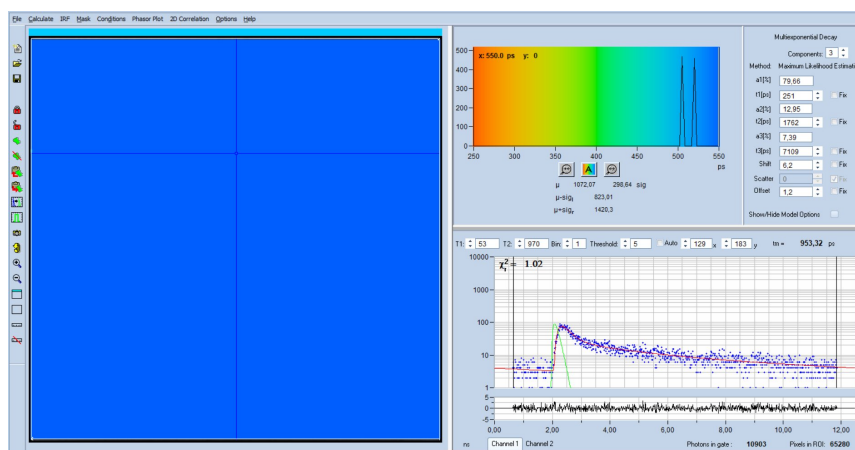 File Calculate IRF Mask Conditions Phasor Plot 2D Correlation Options Help
500
400
300
200
100
0
x: 550.0 ps y: 0
250 300 350 400 450 500 550
ps
A
μ 1072,07 298,64 sig
μ-sigₗ 823,01
μ+sigᵣ 1420,3
Multiexponential Decay
Components: 3
Method: Maximum Likelihood Estimati
a1[%] 79,66
t1[ps] 251 Fix
a2[%] 12,95
t2[ps] 1762 Fix
a3[%] 7,39
t3[ps] 7109 Fix
Shift 6,2 Fix
Scatter 0 Fix
Offset 1,2 Fix
Show/Hide Model Options
T1: 53 T2: 970 Bin: 1 Threshold: 5 Auto 129 x 183 y tm = 953,32 ps
χ²ᵣ = 1.02
10000
1000
100
10
1
5
0
-5
0,00 2,00 4,00 6,00 8,00 10,00 12,00
ns Channel 1 Channel 2 Photons in gate : 10903 Pixels in ROI: 65280